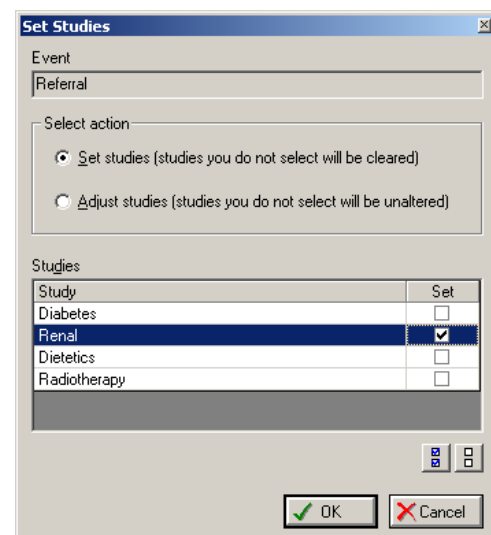 Set Studies
Event
Referral
Select action
Set studies (studies you do not select will be cleared)
Adjust studies (studies you do not select will be unaltered)
Studies
Study Set
Diabetes
Renal
Dietetics
Radiotherapy
OK Cancel